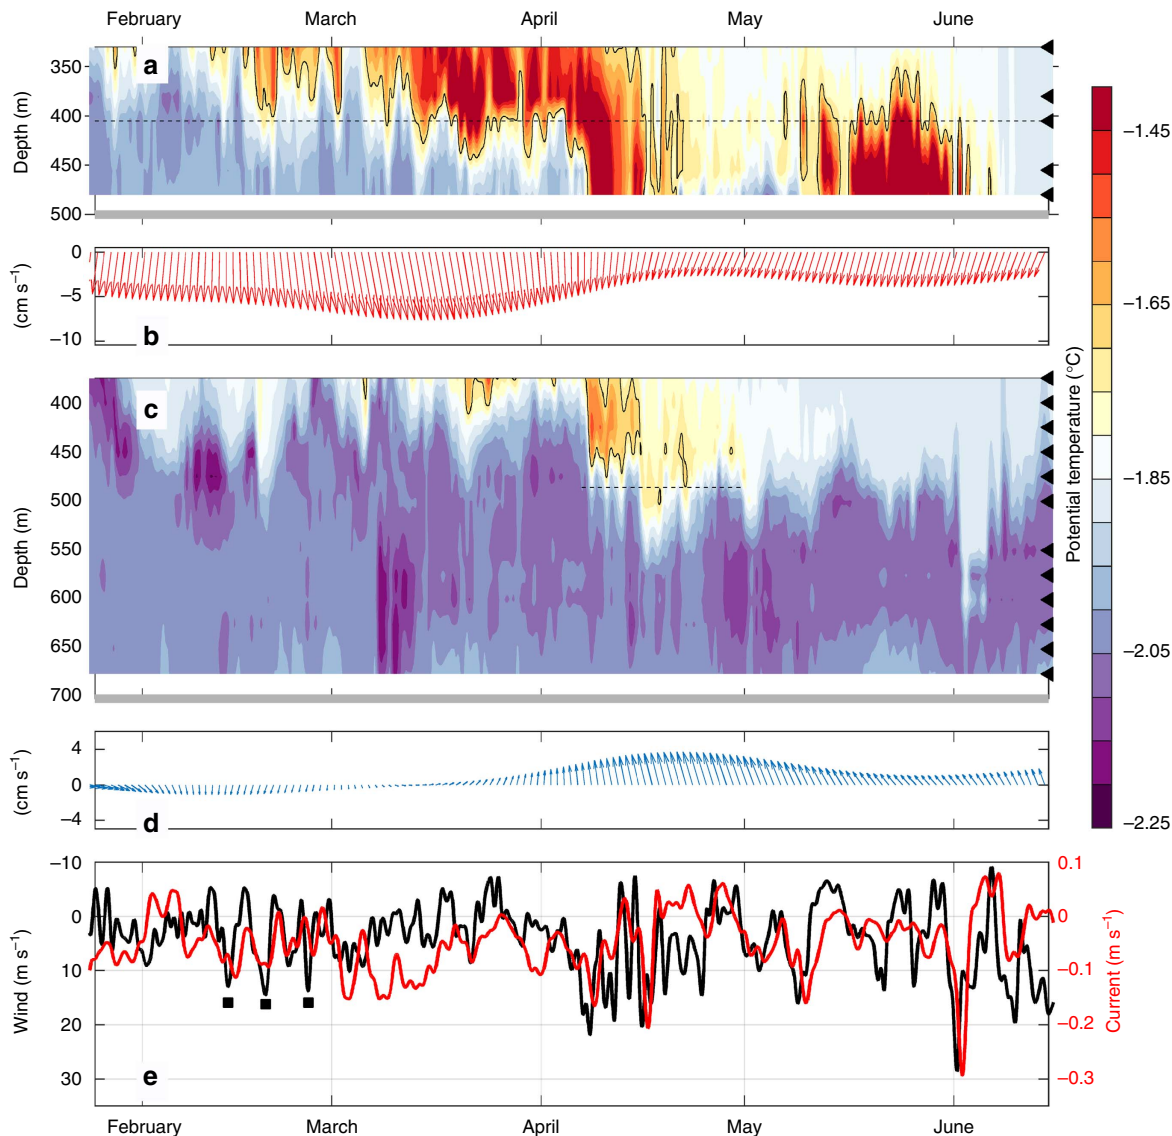 February March April May June
a
350
400
450
500
Depth (m)
0
−5
−10
(cm s⁻¹)
b
c
400
450
500
550
600
650
700
Depth (m)
4
0
−4
(cm s⁻¹)
d
−10
0
10
20
30
Wind (m s⁻¹)
e
0.1
0
−0.1
−0.2
−0.3
Current (m s⁻¹)
February March April May June
−1.45
−1.65
−1.85
−2.05
−2.25
Potential temperature (°C)